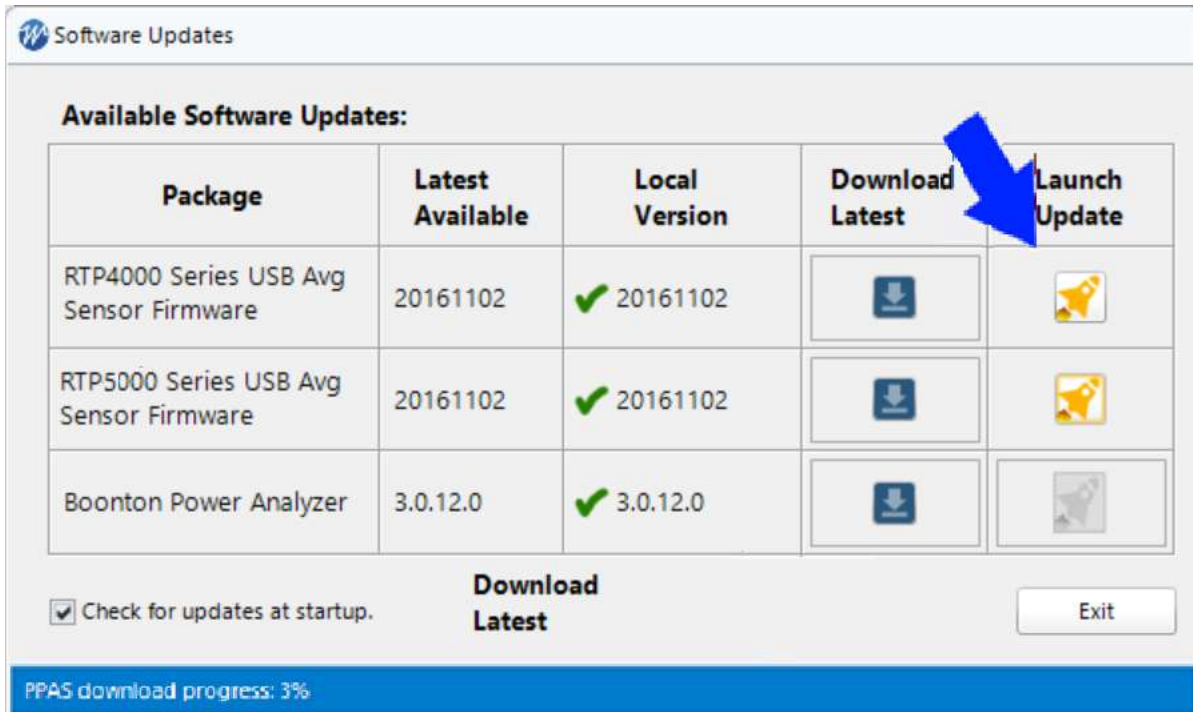 Software Updates
Available Software Updates:
Package
Latest
Available
Local
Version
Download
Latest
Launch
Update
RTP4000 Series USB Avg
Sensor Firmware
20161102
20161102
RTP5000 Series USB Avg
Sensor Firmware
20161102
20161102
Boonton Power Analyzer
3.0.12.0
3.0.12.0
Check for updates at startup.
Download
Latest
Exit
PPAS download progress: 3%